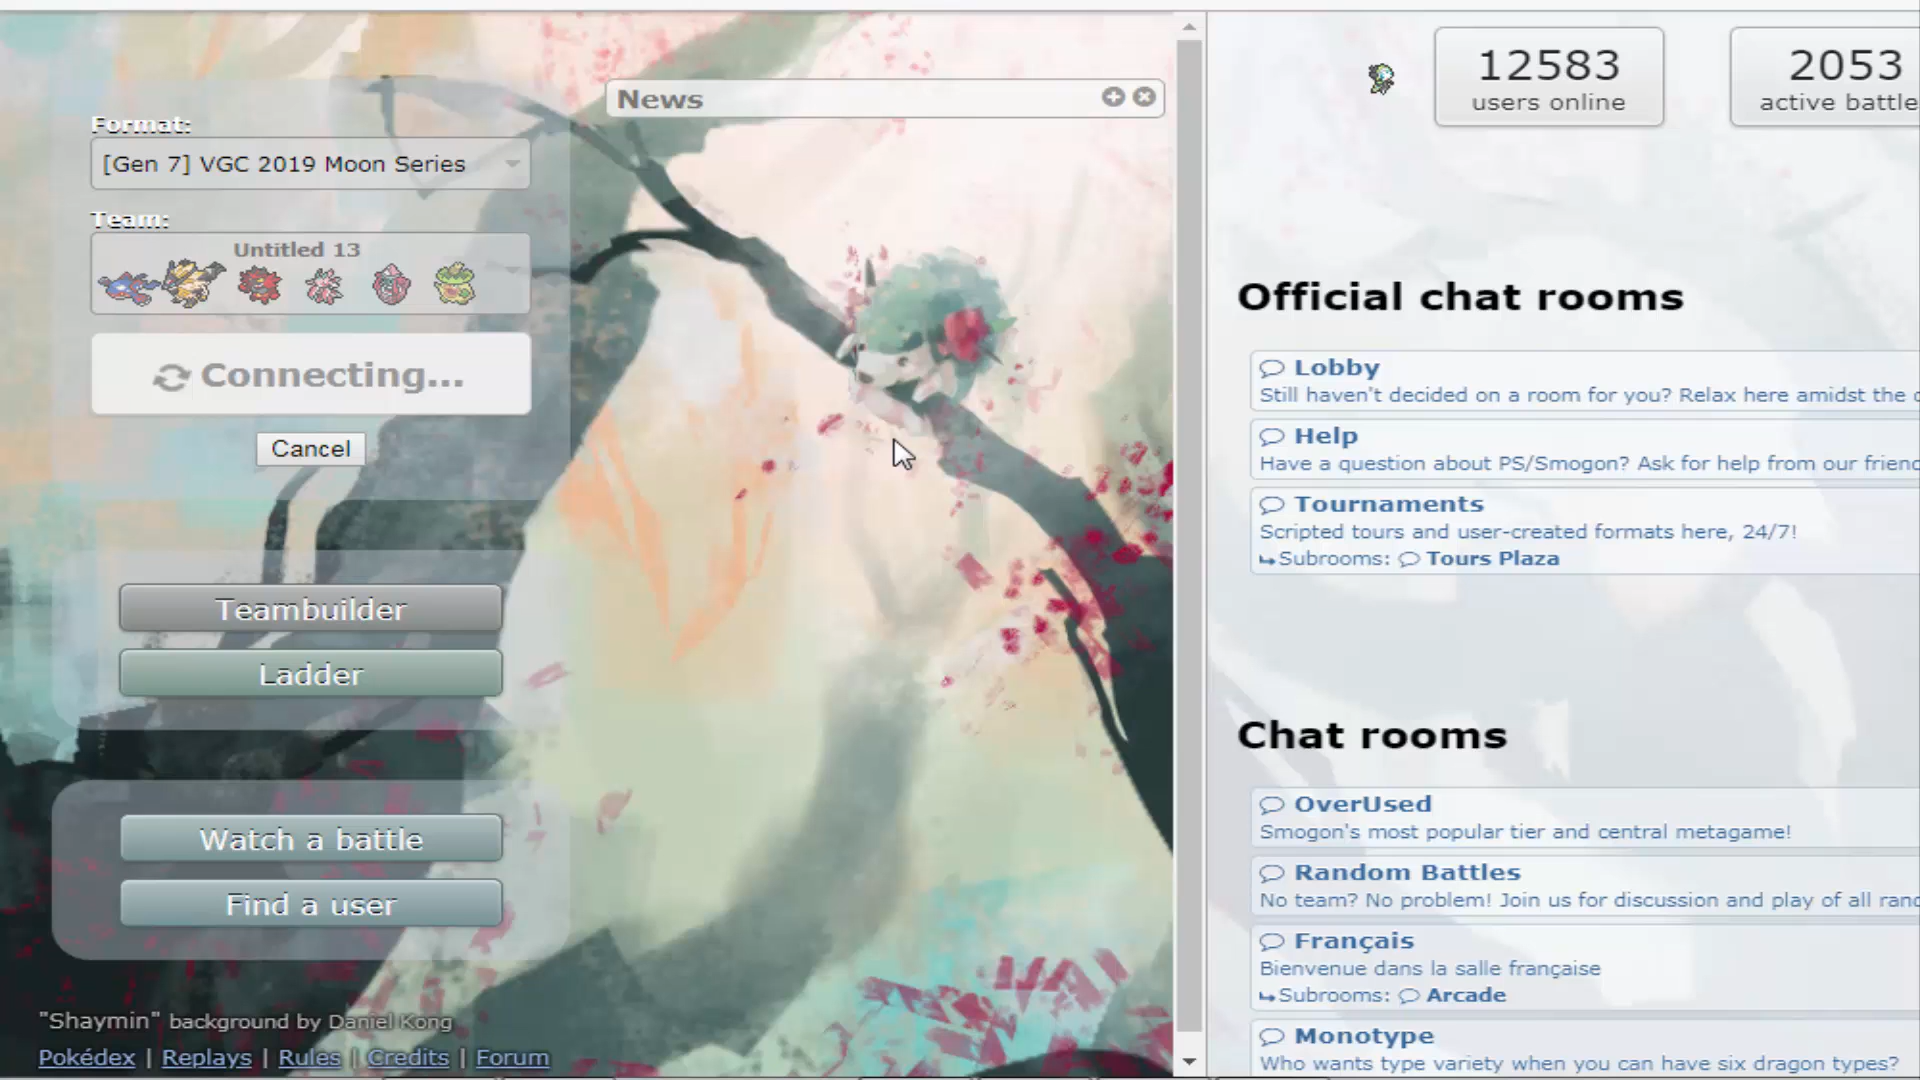 Format:
[Gen 7] VGC 2019 Moon Series
Team:
Untitled 13
Connecting...
Cancel
Teambuilder
Ladder
Watch a battle
Find a user
"Shaymin" background by Daniel Kong
Pokédex | Replays | Rules | Credits | Forum
News
12583
users online
2053
active battle
Official chat rooms
Lobby
Still haven't decided on a room for you? Relax here amidst the
Help
Have a question about PS/Smogon? Ask for help from our frien
Tournaments
Scripted tours and user-created formats here, 24/7!
Subrooms: Tours Plaza
Chat rooms
OverUsed
Smogon's most popular tier and central metagame!
Random Battles
No team? No problem! Join us for discussion and play of all ran
Français
Bienvenue dans la salle française
Subrooms: Arcade
Monotype
Who wants type variety when you can have six dragon types?